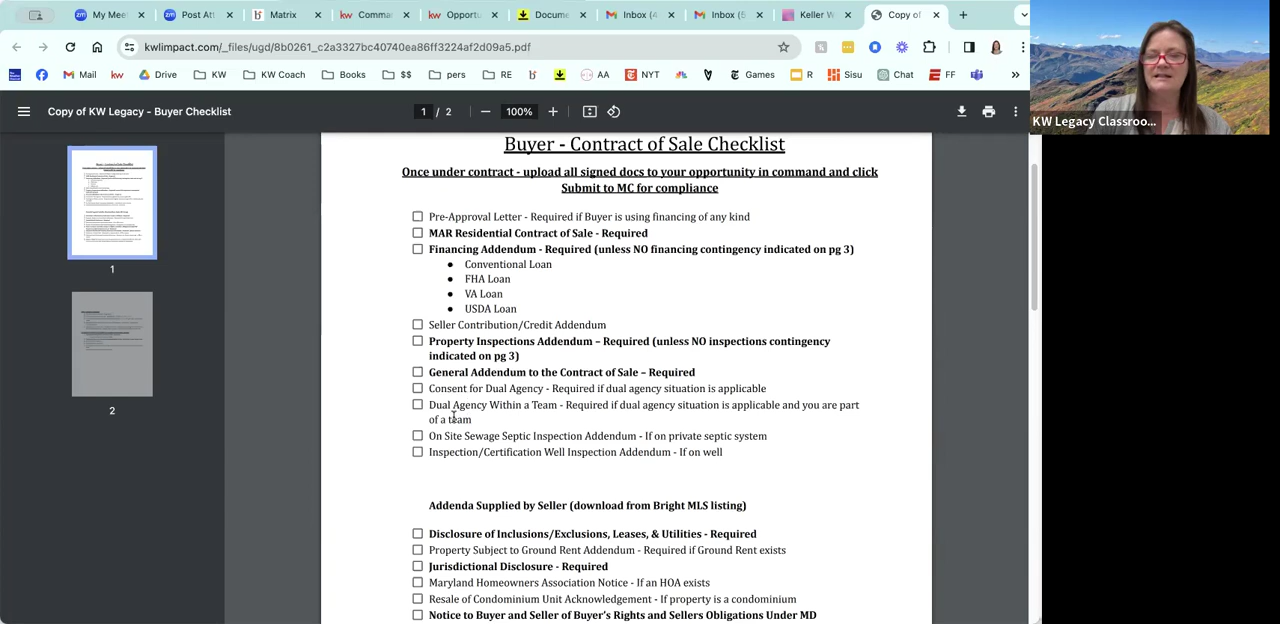 My Mee
Post Att
Matrix
Comma
Opportu
Docume
Inbox (4
Inbox (5
Keller W
Copy of
kwlimpact.com/_files/ugd/8b0261_c2a3327bc40740ea86ff3224af2d09a5.pdf
Mail kw Drive KW KW Coach Books $$ pers RE AA NYT Games R Sisu Chat FF
Copy of KW Legacy - Buyer Checklist 1 / 2 100%
KW Legacy Classroo...
1
2
Buyer - Contract of Sale Checklist
Once under contract - upload all signed docs to your opportunity in command and click
Submit to MC for compliance
Pre-Approval Letter - Required if Buyer is using financing of any kind
MAR Residential Contract of Sale - Required
Financing Addendum - Required (unless NO financing contingency indicated on pg 3)
● Conventional Loan
● FHA Loan
● VA Loan
● USDA Loan
Seller Contribution/Credit Addendum
Property Inspections Addendum – Required (unless NO inspections contingency
indicated on pg 3)
General Addendum to the Contract of Sale – Required
Consent for Dual Agency - Required if dual agency situation is applicable
Dual Agency Within a Team - Required if dual agency situation is applicable and you are part
of a team
On Site Sewage Septic Inspection Addendum - If on private septic system
Inspection/Certification Well Inspection Addendum - If on well
Addenda Supplied by Seller (download from Bright MLS listing)
Disclosure of Inclusions/Exclusions, Leases, & Utilities - Required
Property Subject to Ground Rent Addendum - Required if Ground Rent exists
Jurisdictional Disclosure - Required
Maryland Homeowners Association Notice - If an HOA exists
Resale of Condominium Unit Acknowledgement - If property is a condominium
Notice to Buyer and Seller of Buyer's Rights and Sellers Obligations Under MD